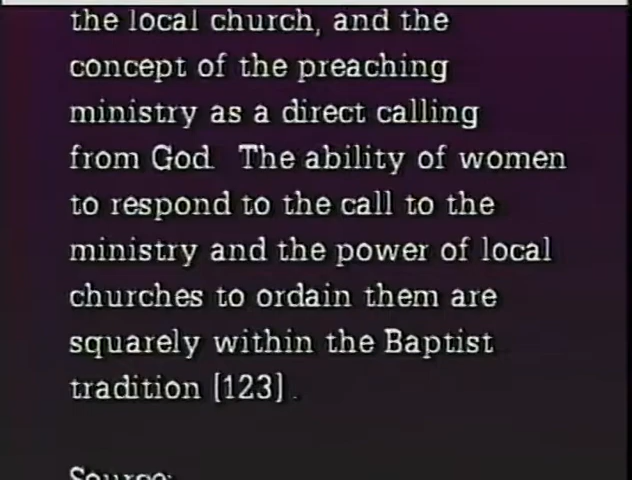 the local church, and the
concept of the preaching
ministry as a direct calling
from God. The ability of women
to respond to the call to the
ministry and the power of local
churches to ordain them are
squarely within the Baptist
tradition [123].
Source: